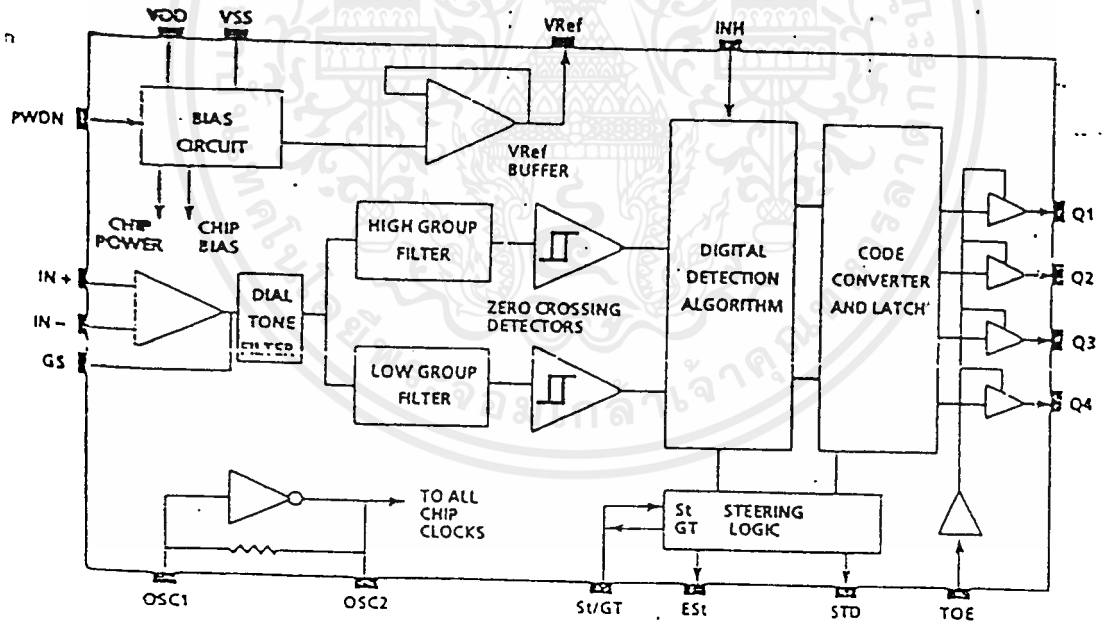 VDD
VSS
VRef
INH
PWDN
BIAS
CIRCUIT
VRef
BUFFER
CHIP
POWER
CHIP
BIAS
HIGH GROUP
FILTER
DIGITAL
DETECTION
ALGORITHM
CODE
CONVERTER
AND LATCH
Q1
Q2
Q3
Q4
IN +
IN –
GS
DIAL
TONE
FILTER
ZERO CROSSING
DETECTORS
LOW GROUP
FILTER
TO ALL
CHIP
CLOCKS
St
GT
STEERING
LOGIC
OSC1
OSC2
St/GT
ESt
STD
TOE